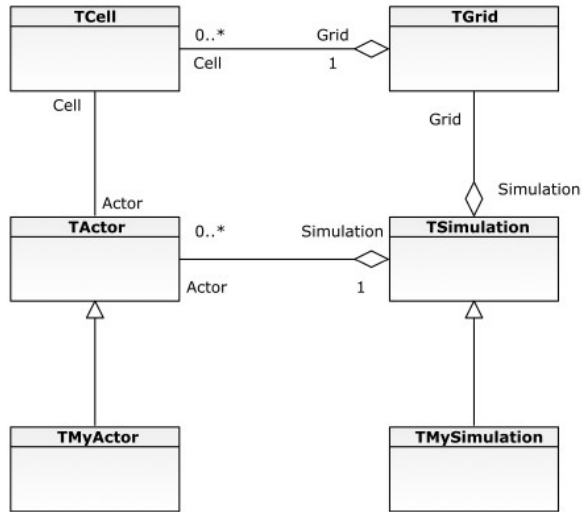 TCell
TGrid
0..*
Grid
Cell
1
Cell
Grid
Simulation
Actor
TActor
0..*
Simulation
TSimulation
Actor
1
TMyActor
TMySimulation